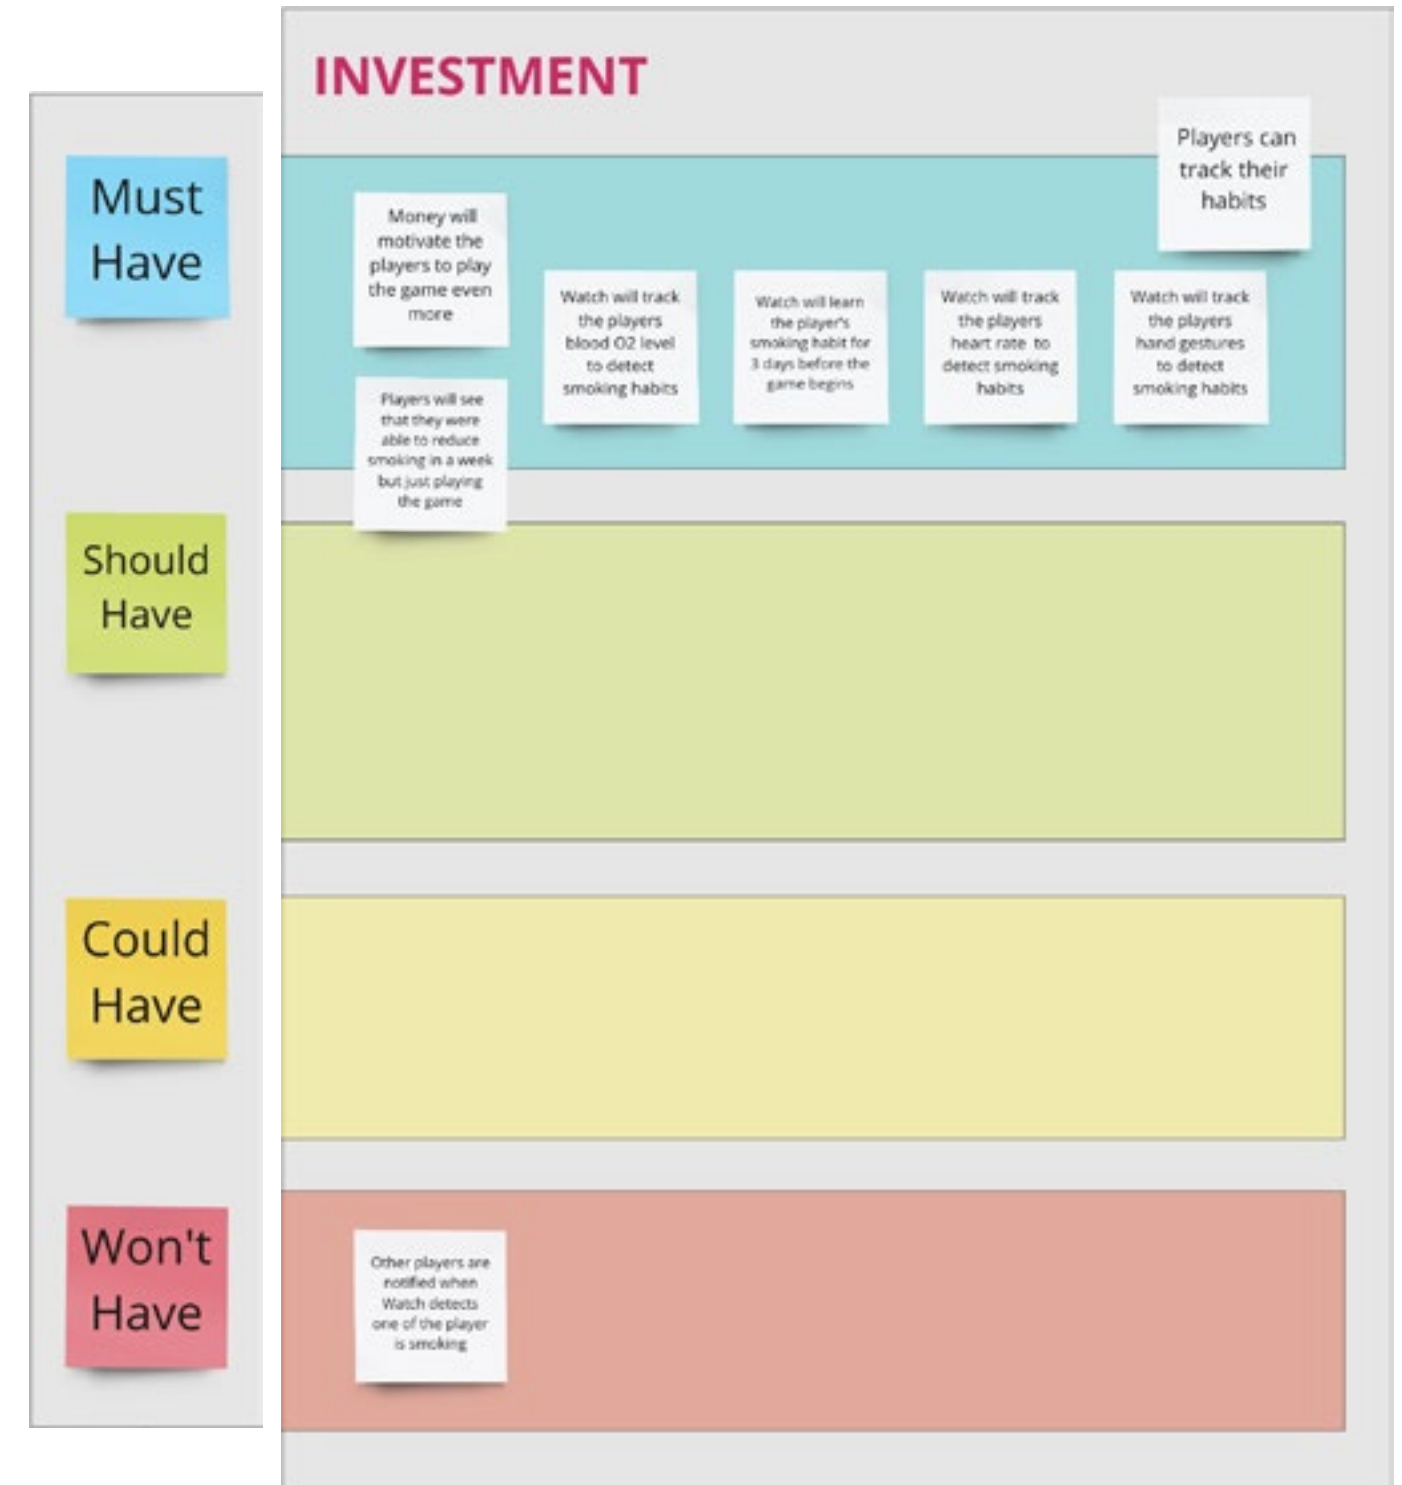 INVESTMENT
Must
Have
Players can
track their
habits
Money will
motivate the
players to play
the game even
more
Watch will track
the players
blood O2 level
to detect
smoking habits
Watch will learn
the player's
smoking habit for
3 days before the
game begins
Watch will track
the players
heart rate to
detect smoking
habits
Watch will track
the players
hand gestures
to detect
smoking habits
Players will see
that they were
able to reduce
smoking in a week
but just playing
the game
Should
Have
Could
Have
Won't
Have
Other players are
notified when
Watch detects
one of the player
is smoking